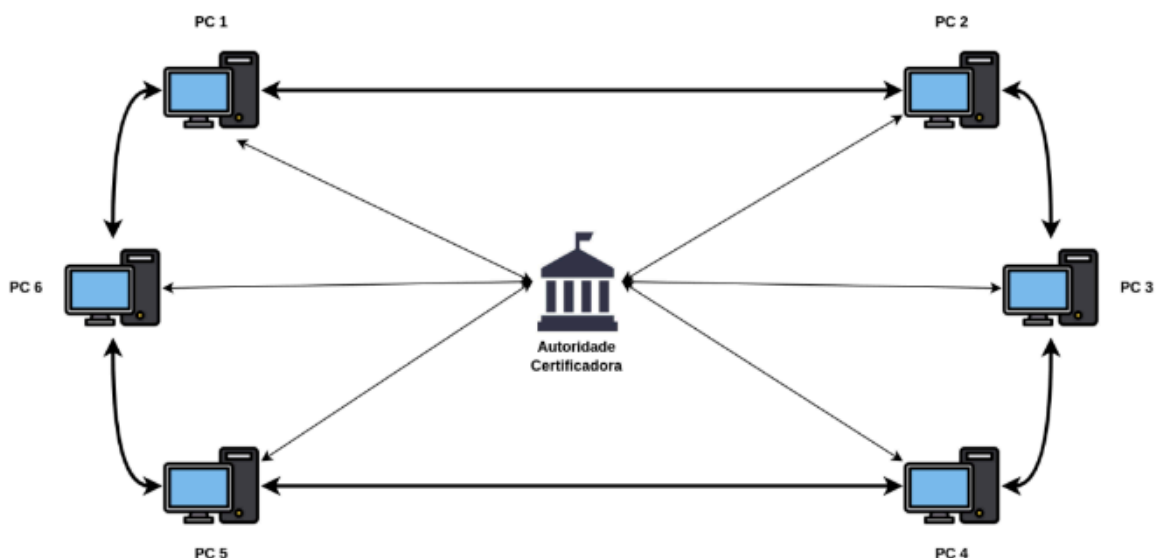 PC 1
PC 2
PC 6
PC 3
Autoridade
Certificadora
PC 5
PC 4